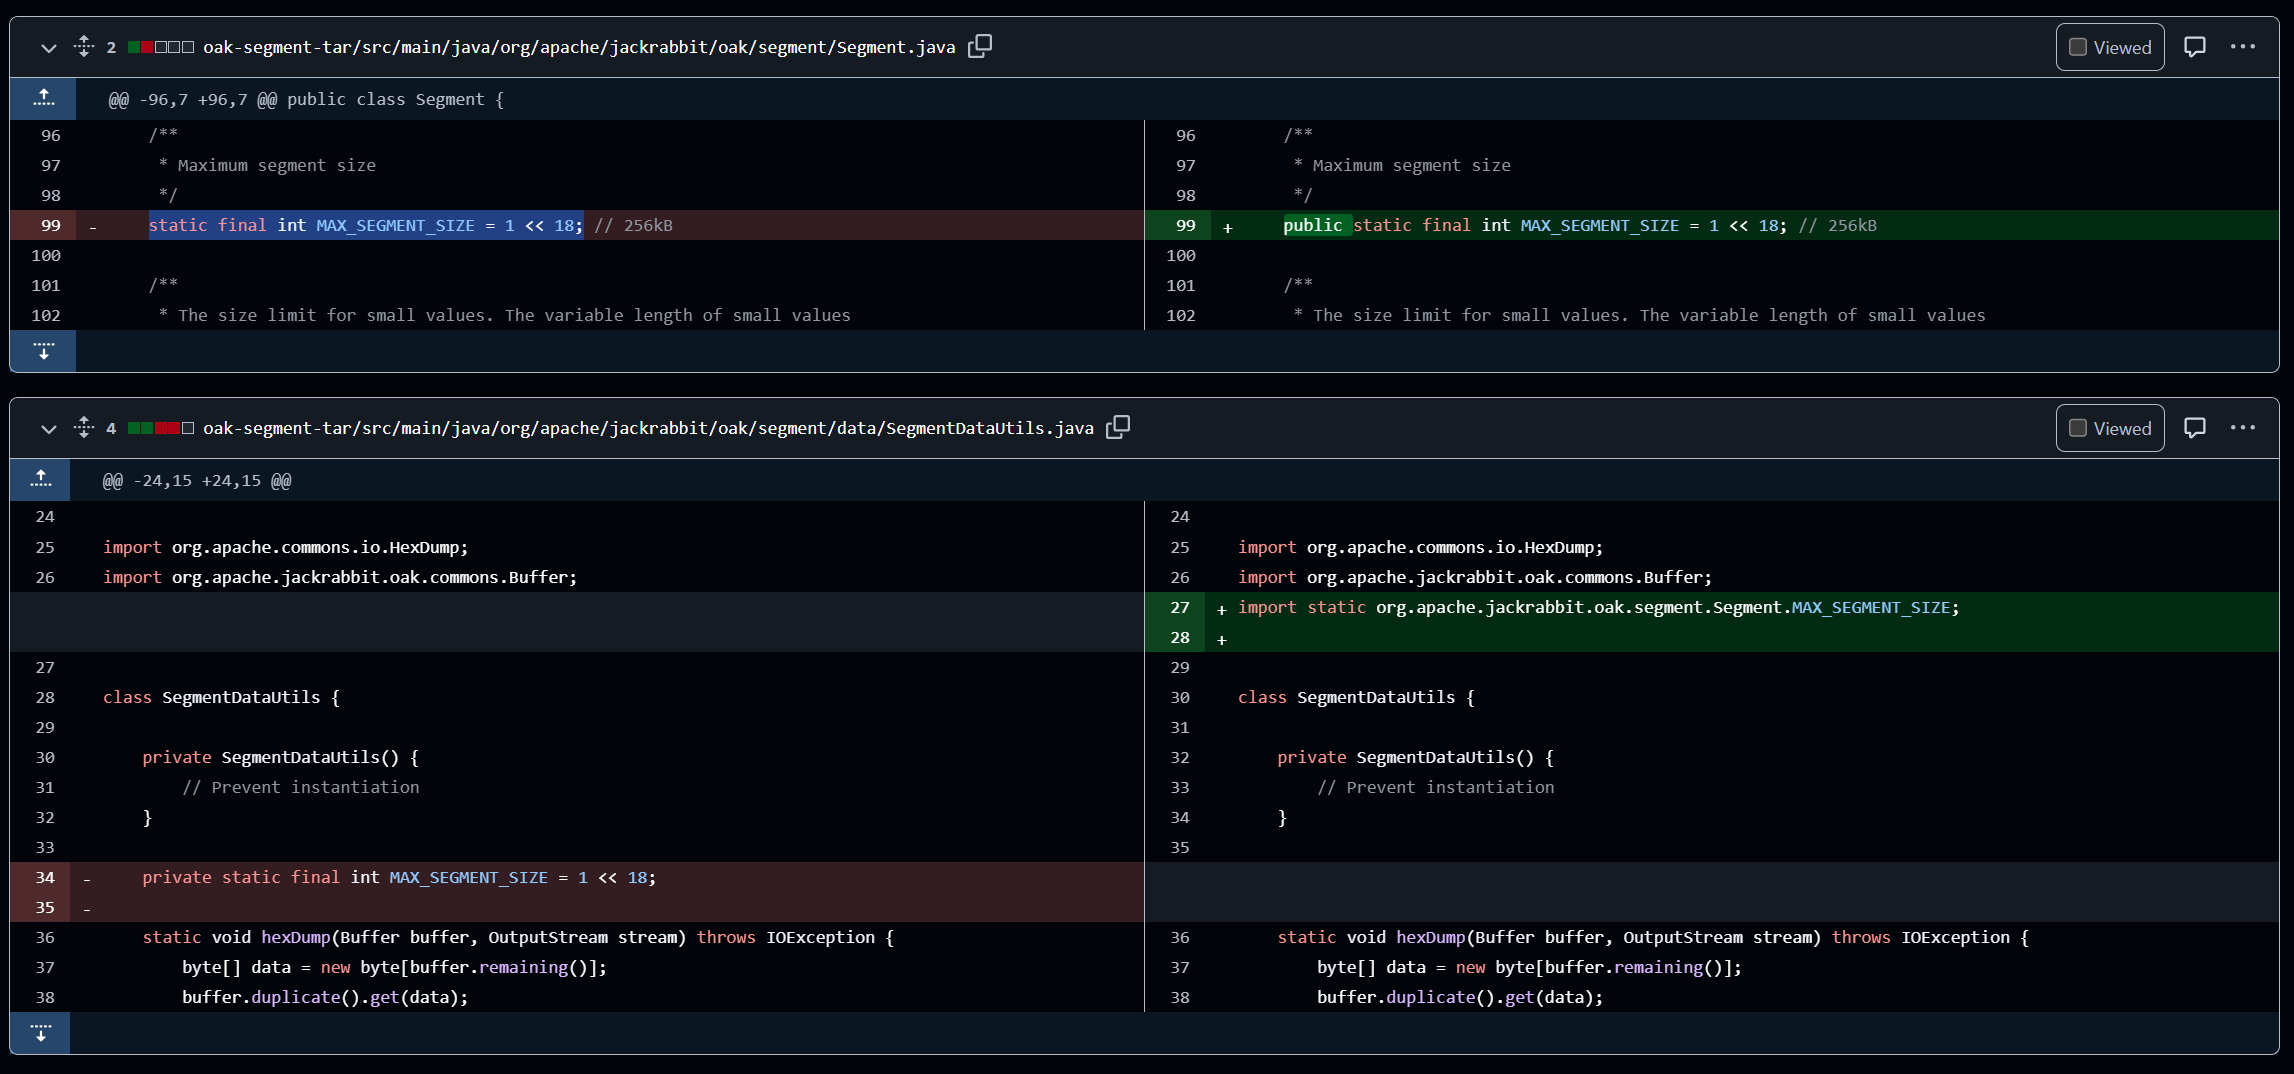 2 oak-segment-tar/src/main/java/org/apache/jackrabbit/oak/segment/Segment.java Viewed
@@ -96,7 +96,7 @@ public class Segment {
96 /** 96 /**
97 * Maximum segment size 97 * Maximum segment size
98 */ 98 */
99 - static final int MAX_SEGMENT_SIZE = 1 << 18; // 256kB 99 + public static final int MAX_SEGMENT_SIZE = 1 << 18; // 256kB
100 100
101 /** 101 /**
102 * The size limit for small values. The variable length of small values 102 * The size limit for small values. The variable length of small values
4 oak-segment-tar/src/main/java/org/apache/jackrabbit/oak/segment/data/SegmentDataUtils.java Viewed
@@ -24,15 +24,15 @@
24 24
25 import org.apache.commons.io.HexDump; 25 import org.apache.commons.io.HexDump;
26 import org.apache.jackrabbit.oak.commons.Buffer; 26 import org.apache.jackrabbit.oak.commons.Buffer;
27 + import static org.apache.jackrabbit.oak.segment.Segment.MAX_SEGMENT_SIZE;
28 +
27 29
28 class SegmentDataUtils { 30 class SegmentDataUtils {
29 31
30 private SegmentDataUtils() { 32 private SegmentDataUtils() {
31 // Prevent instantiation 33 // Prevent instantiation
32 } 34 }
33 35
34 - private static final int MAX_SEGMENT_SIZE = 1 << 18;
35 -
36 static void hexDump(Buffer buffer, OutputStream stream) throws IOException { 36 static void hexDump(Buffer buffer, OutputStream stream) throws IOException {
37 byte[] data = new byte[buffer.remaining()]; 37 byte[] data = new byte[buffer.remaining()];
38 buffer.duplicate().get(data); 38 buffer.duplicate().get(data);